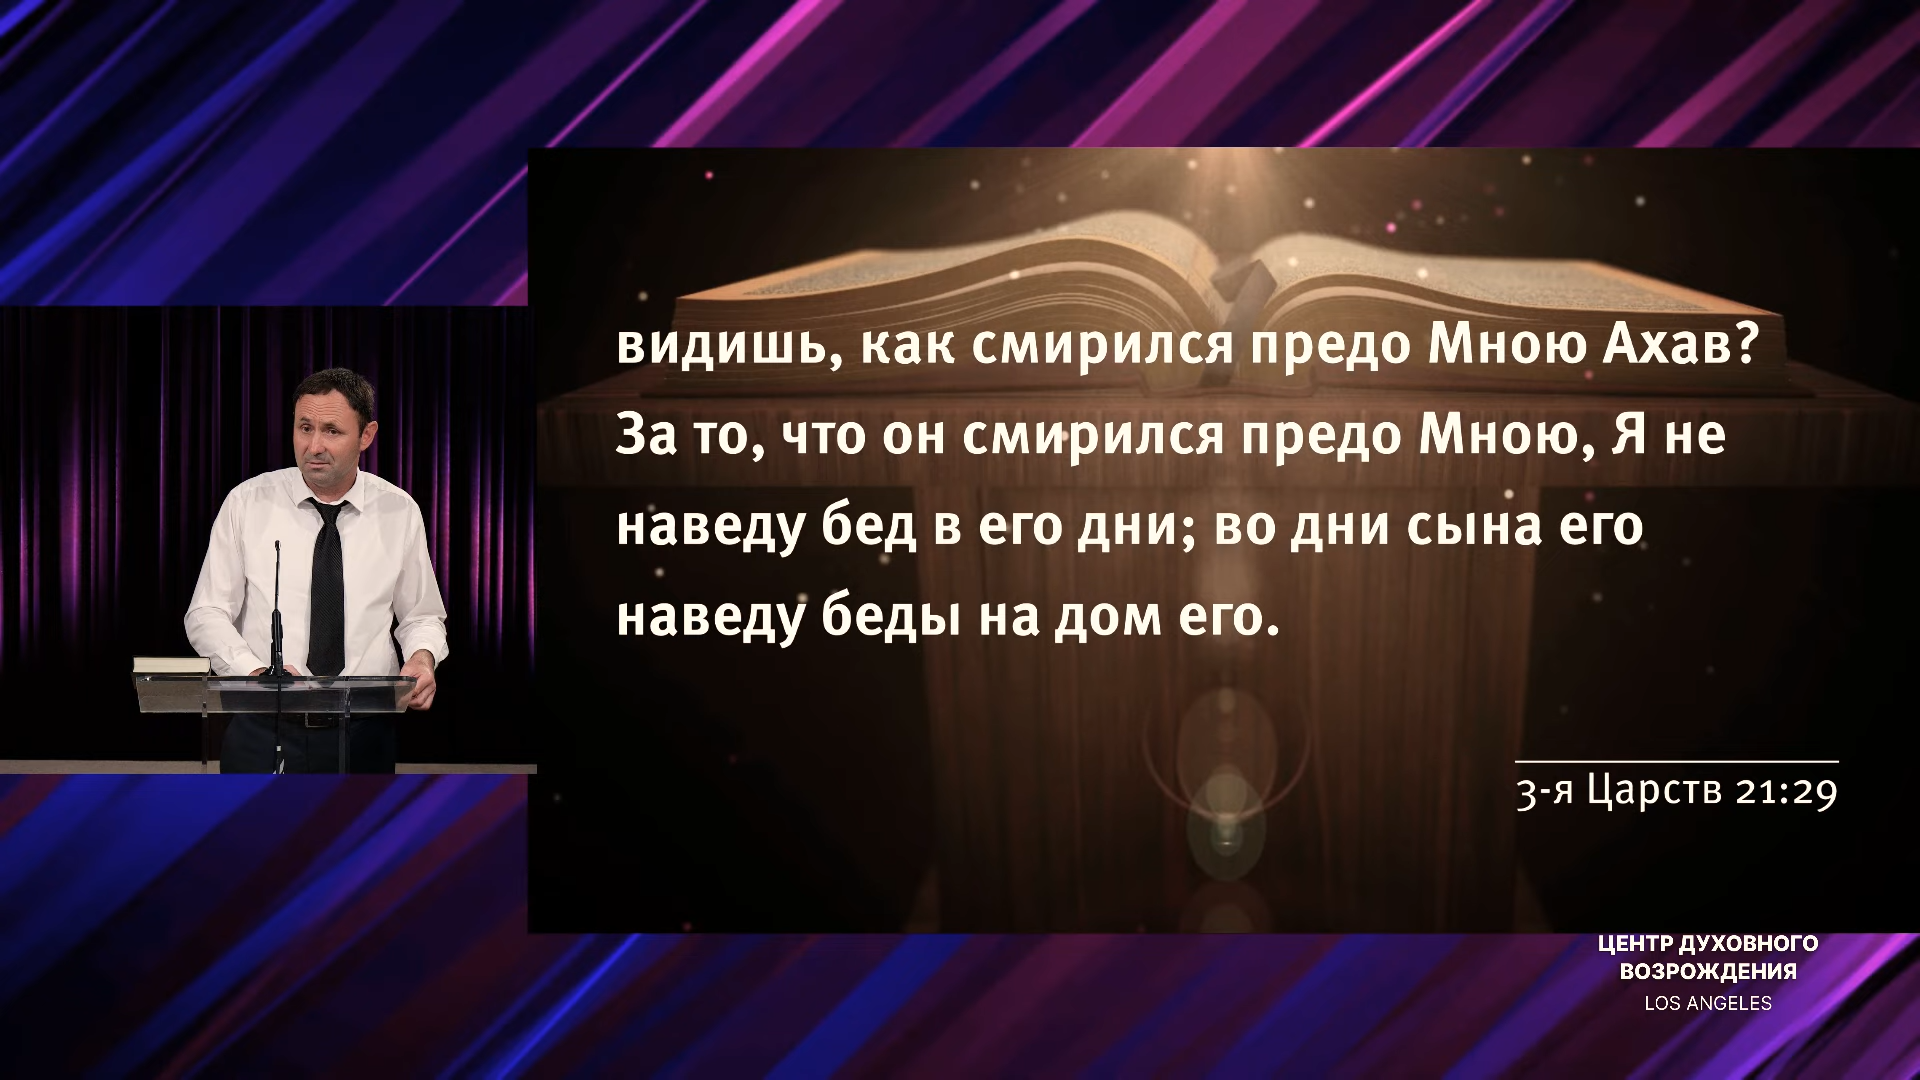 видишь, как смирился предо Мною Ахав?
За то, что он смирился предо Мною, Я не
наведу бед в его дни; во дни сына его
наведу беды на дом его.
3-я Царств 21:29
ЦЕНТР ДУХОВНОГО
ВОЗРОЖДЕНИЯ
LOS ANGELES